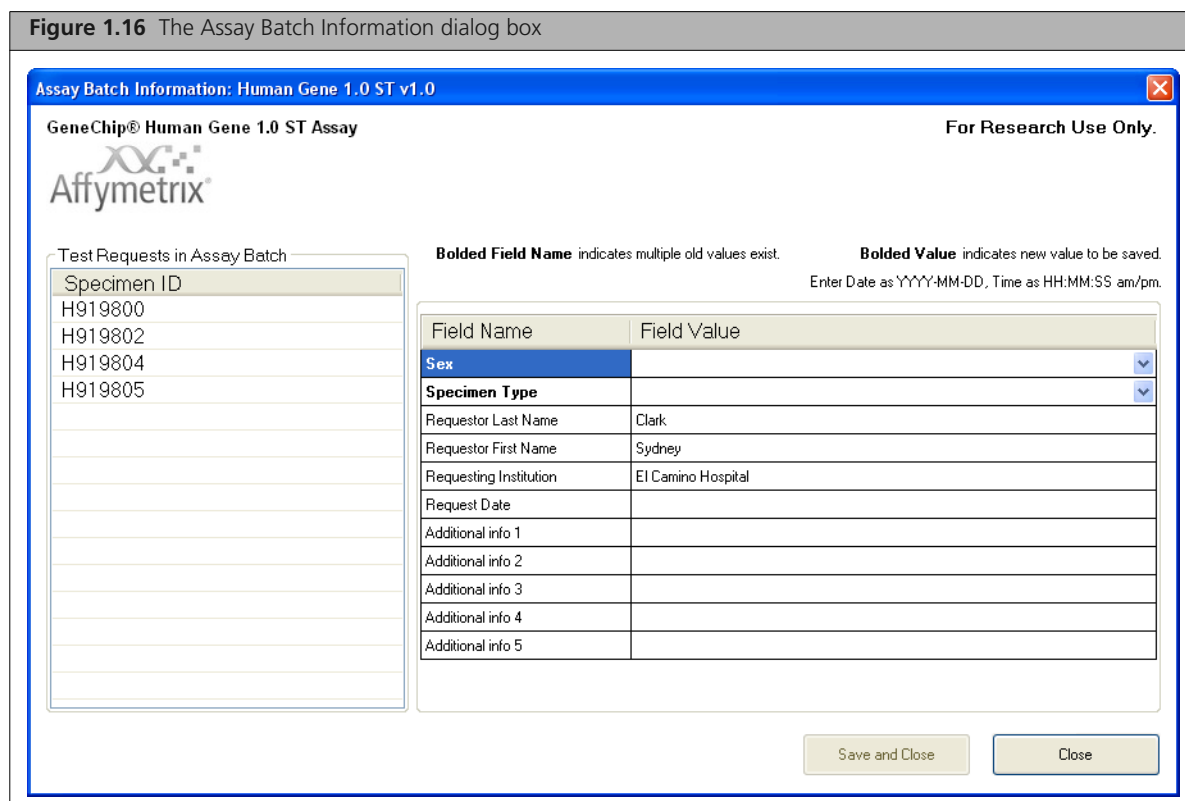 Figure 1.16 The Assay Batch Information dialog box
Assay Batch Information: Human Gene 1.0 ST v1.0
GeneChip® Human Gene 1.0 ST Assay
For Research Use Only.
Affymetrix®
Test Requests in Assay Batch
Specimen ID
H919800
H919802
H919804
H919805
Bolded Field Name indicates multiple old values exist.
Bolded Value indicates new value to be saved.
Enter Date as YYYY-MM-DD, Time as HH:MM:SS am/pm.
Field Name Field Value
Sex
Specimen Type
Requestor Last Name Clark
Requestor First Name Sydney
Requesting Institution El Camino Hospital
Request Date
Additional info 1
Additional info 2
Additional info 3
Additional info 4
Additional info 5
Save and Close
Close